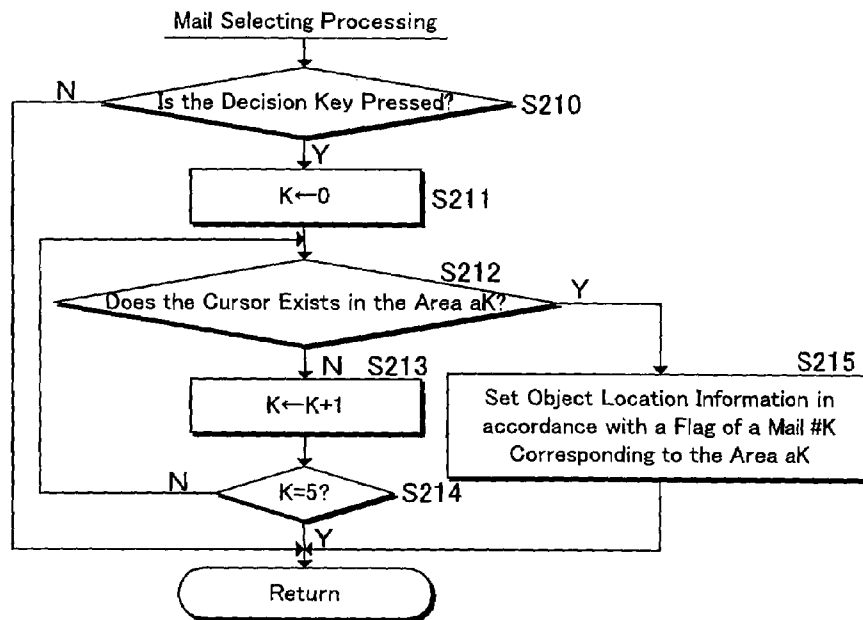 Mail Selecting Processing
N
Is the Decision Key Pressed?
S210
Y
K←0
S211
S212
Does the Cursor Exists in the Area aK?
Y
N
S213
S215
K←K+1
Set Object Location Information in
accordance with a Flag of a Mail #K
Corresponding to the Area aK
N
K=5?
S214
Y
Return